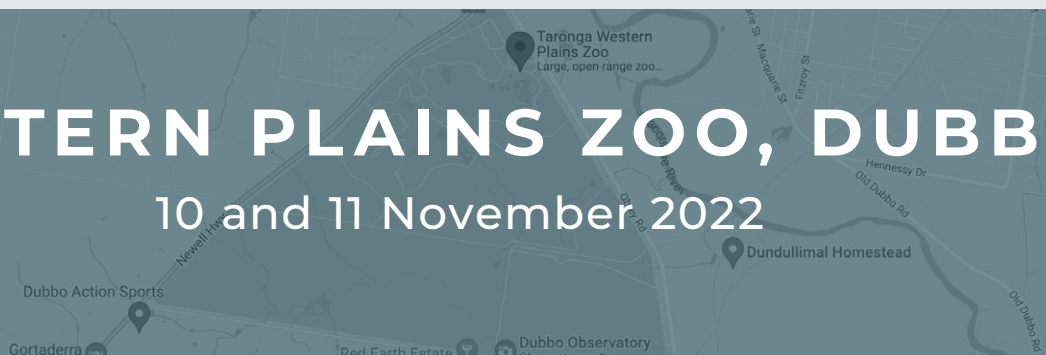 Taronga Western
Plains Zoo
Large, open-range zoo...
Macquarie St
Fitzroy St
TERN PLAINS ZOO, DUBB
Hennessy Dr
Old Dubbo Rd
10 and 11 November 2022
Obley Rd
Newell Hwy
Dundullimal Homestead
Dubbo Action Sports
Old Dubbo Rd
Dubbo Observatory
Gortaderra
Red Earth Estate